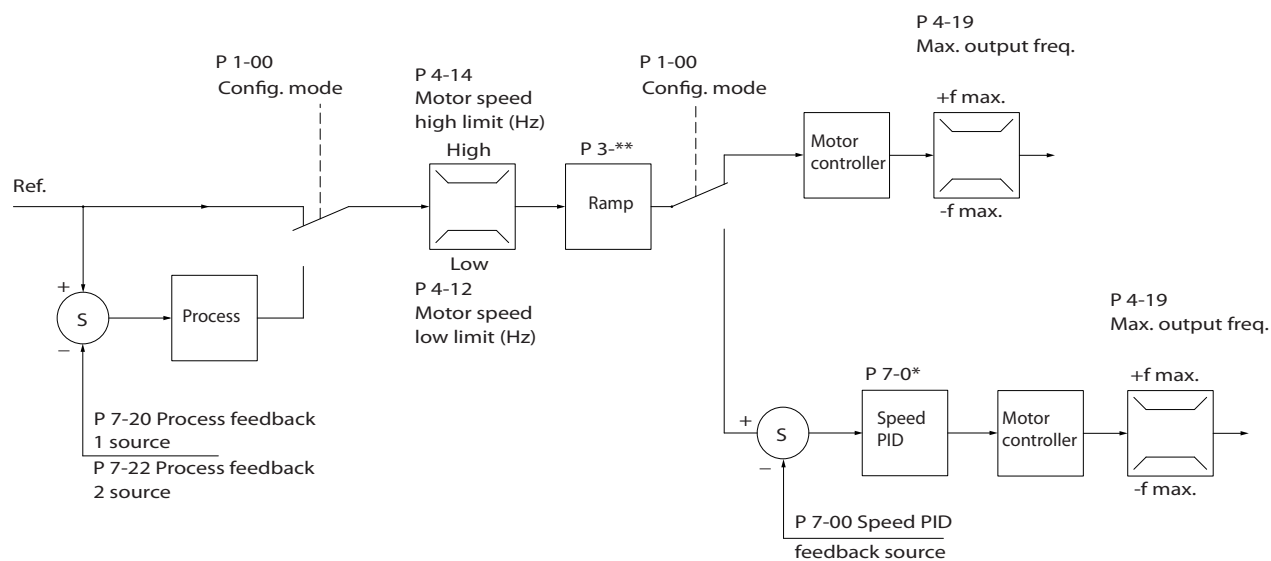 P 4-19
Max. output freq.
P 1-00
Config. mode
P 4-14
Motor speed
high limit (Hz)
High
P 1-00
Config. mode
+f max.
P 3-**
Motor
controller
Ref.
Ramp
-f max.
Low
P 4-12
Motor speed
low limit (Hz)
+
S
–
Process
P 4-19
Max. output freq.
P 7-20 Process feedback
1 source
P 7-22 Process feedback
2 source
P 7-0*
+f max.
+
S
–
Speed
PID
Motor
controller
-f max.
P 7-00 Speed PID
feedback source